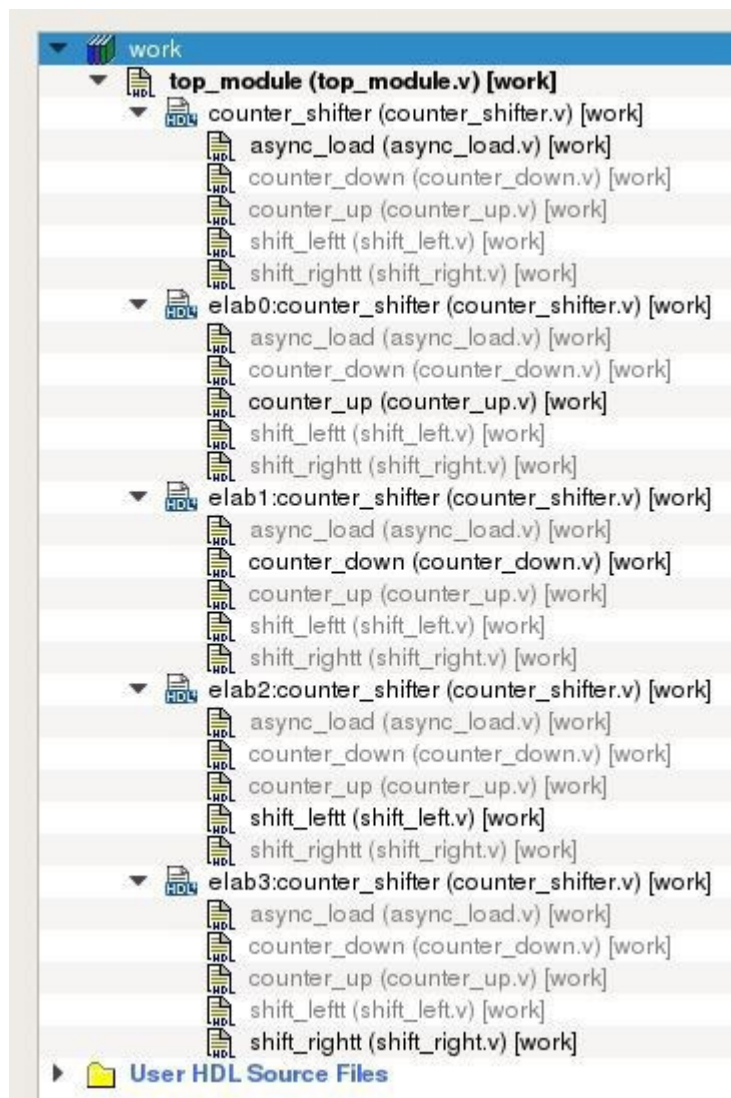 work
top_module (top_module.v) [work]
counter_shifter (counter_shifter.v) [work]
async_load (async_load.v) [work]
counter_down (counter_down.v) [work]
counter_up (counter_up.v) [work]
shift_leftt (shift_left.v) [work]
shift_rightt (shift_right.v) [work]
elab0:counter_shifter (counter_shifter.v) [work]
async_load (async_load.v) [work]
counter_down (counter_down.v) [work]
counter_up (counter_up.v) [work]
shift_leftt (shift_left.v) [work]
shift_rightt (shift_right.v) [work]
elab1:counter_shifter (counter_shifter.v) [work]
async_load (async_load.v) [work]
counter_down (counter_down.v) [work]
counter_up (counter_up.v) [work]
shift_leftt (shift_left.v) [work]
shift_rightt (shift_right.v) [work]
elab2:counter_shifter (counter_shifter.v) [work]
async_load (async_load.v) [work]
counter_down (counter_down.v) [work]
counter_up (counter_up.v) [work]
shift_leftt (shift_left.v) [work]
shift_rightt (shift_right.v) [work]
elab3:counter_shifter (counter_shifter.v) [work]
async_load (async_load.v) [work]
counter_down (counter_down.v) [work]
counter_up (counter_up.v) [work]
shift_leftt (shift_left.v) [work]
shift_rightt (shift_right.v) [work]
User HDL Source Files